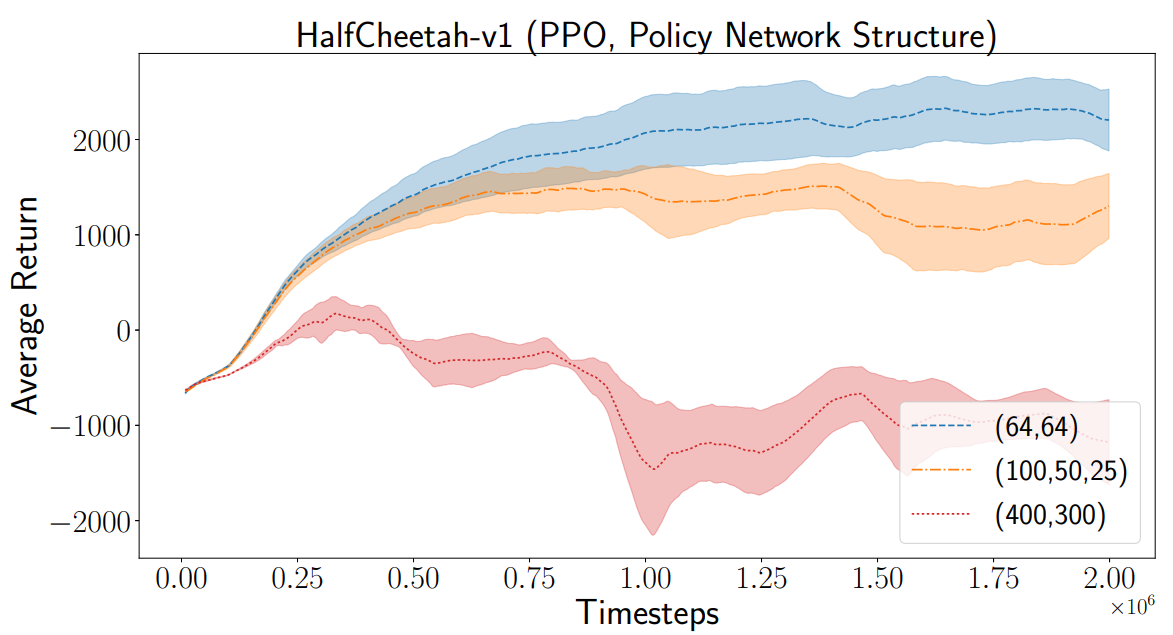 HalfCheetah-v1 (PPO, Policy Network Structure)
Average Return
2000
1000
0
−1000
−2000
(64,64)
(100,50,25)
(400,300)
0.00 0.25 0.50 0.75 1.00 1.25 1.50 1.75 2.00
×10⁶
Timesteps